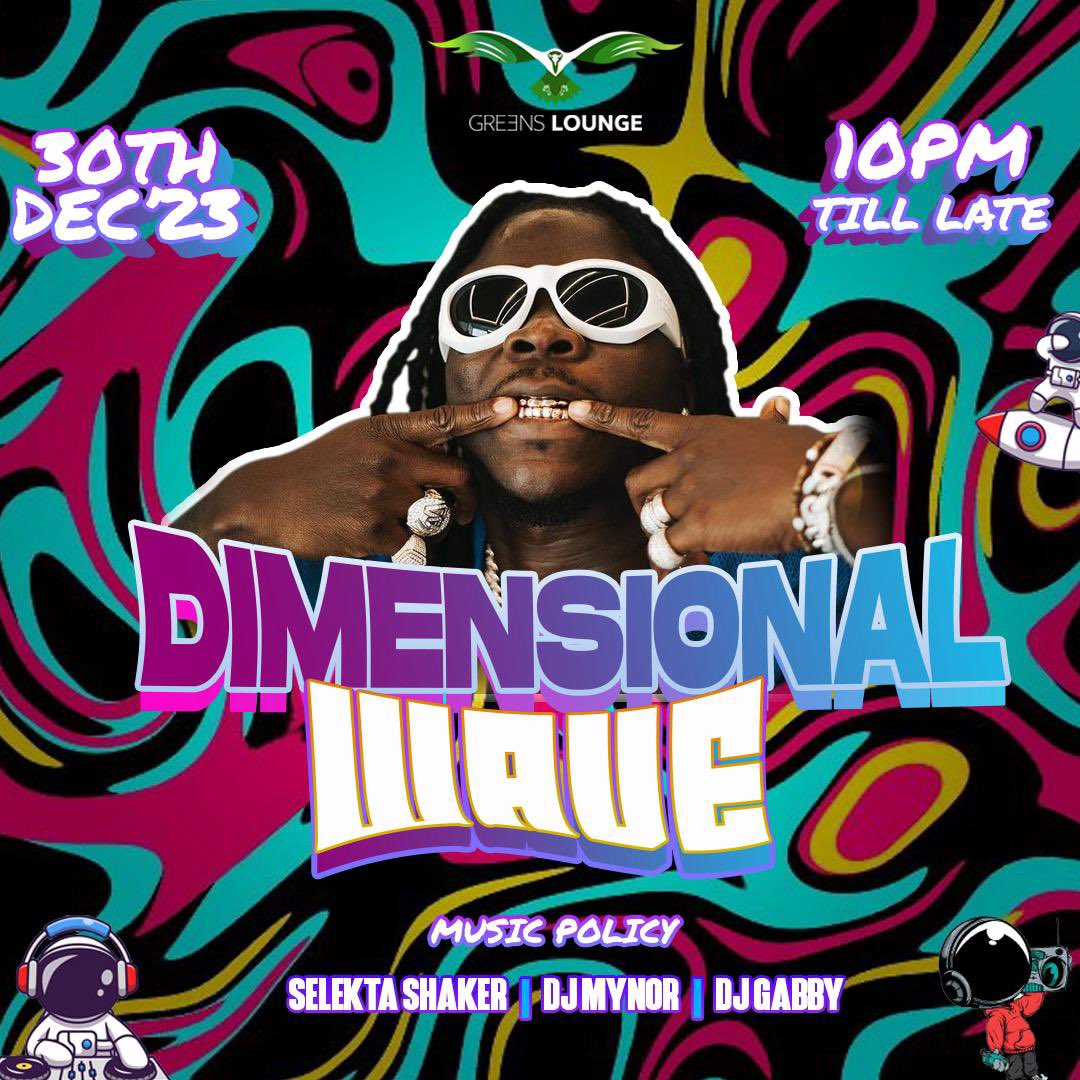 GREENS LOUNGE
30TH
DEC'23
10PM
TILL LATE
DIMENSIONAL
WAVE
MUSIC POLICY
SELEKTA SHAKER | DJ MYNOR | DJ GABBY